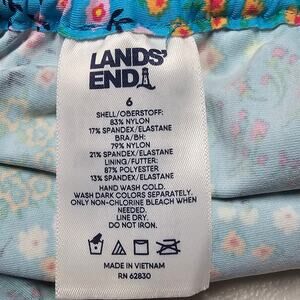 LANDS'
END
6
SHELL/OBERSTOFF:
83% NYLON
17% SPANDEX/ELASTANE
BRA/BH:
79% NYLON
21% SPANDEX/ELASTANE
LINING/FUTTER:
87% POLYESTER
13% SPANDEX/ELASTANE
HAND WASH COLD.
WASH DARK COLORS SEPARATELY.
ONLY NON-CHLORINE BLEACH WHEN
NEEDED.
LINE DRY.
DO NOT IRON.
MADE IN VIETNAM
RN 62830